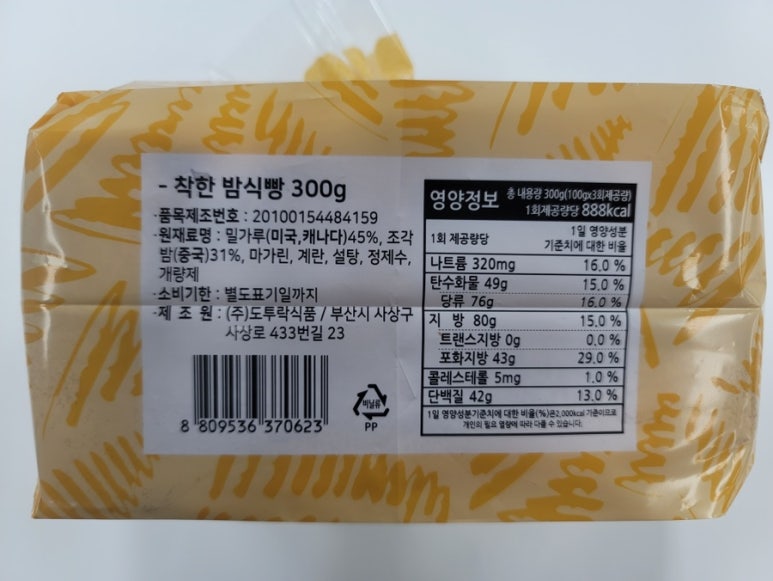 - 착한 밤식빵 300g
·품목제조번호 : 20100154484159
·원재료명 : 밀가루(미국,캐나다)45%, 조각
밤(중국)31%, 마가린, 계란, 설탕, 정제수,
개량제
·소비기한 : 별도표기일까지
·제 조 원 : (주)도투락식품 / 부산시 사상구
사상로 433번길 23
8 809536 370623
비닐류
PP
영양정보
총 내용량 300g(100gx3회제공량)
1회제공량당 888kcal
1회 제공량당
1일 영양성분
기준치에 대한 비율
나트륨 320mg 16.0 %
탄수화물 49g 15.0 %
당류 76g 16.0 %
지 방 80g 15.0 %
트랜스지방 0g 0.0 %
포화지방 43g 29.0 %
콜레스테롤 5mg 1.0 %
단백질 42g 13.0 %
1일 영양성분기준치에 대한 비율(%)은2,000kcal 기준이므로
개인의 필요 열량에 따라 다를 수 있습니다.